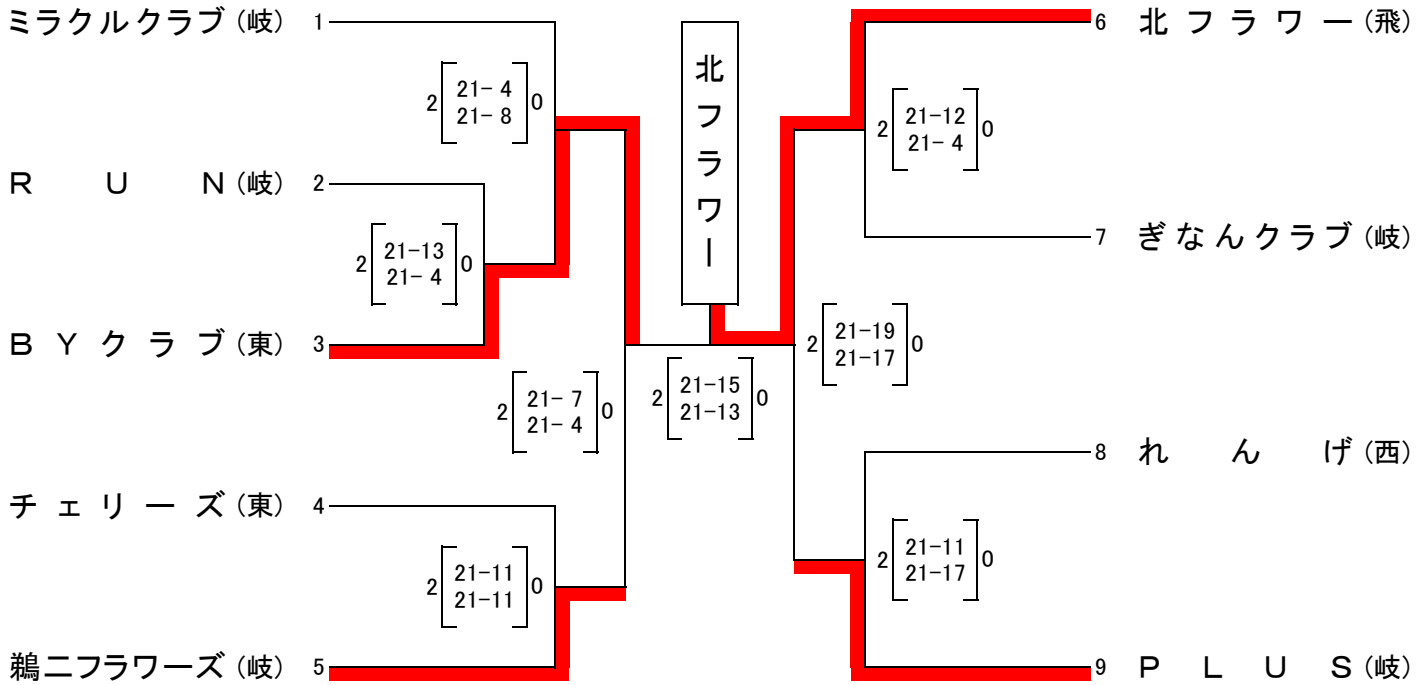 ミラクルクラブ(岐) 1
2 [21- 4 21- 8] 0
R U N(岐) 2
2 [21-13 21- 4] 0
B Y ク ラ ブ(東) 3
2 [21- 7 21- 4] 0
チ ェ リ ー ズ(東) 4
2 [21-11 21-11] 0
鵜ニフラワーズ(岐) 5
北フラワー
2 [21-15 21-13] 0
6 北 フ ラ ワ ー(飛)
2 [21-12 21- 4] 0
7 ぎなんクラブ(岐)
2 [21-19 21-17] 0
8 れ ん げ(西)
2 [21-11 21-17] 0
9 P L U S(岐)